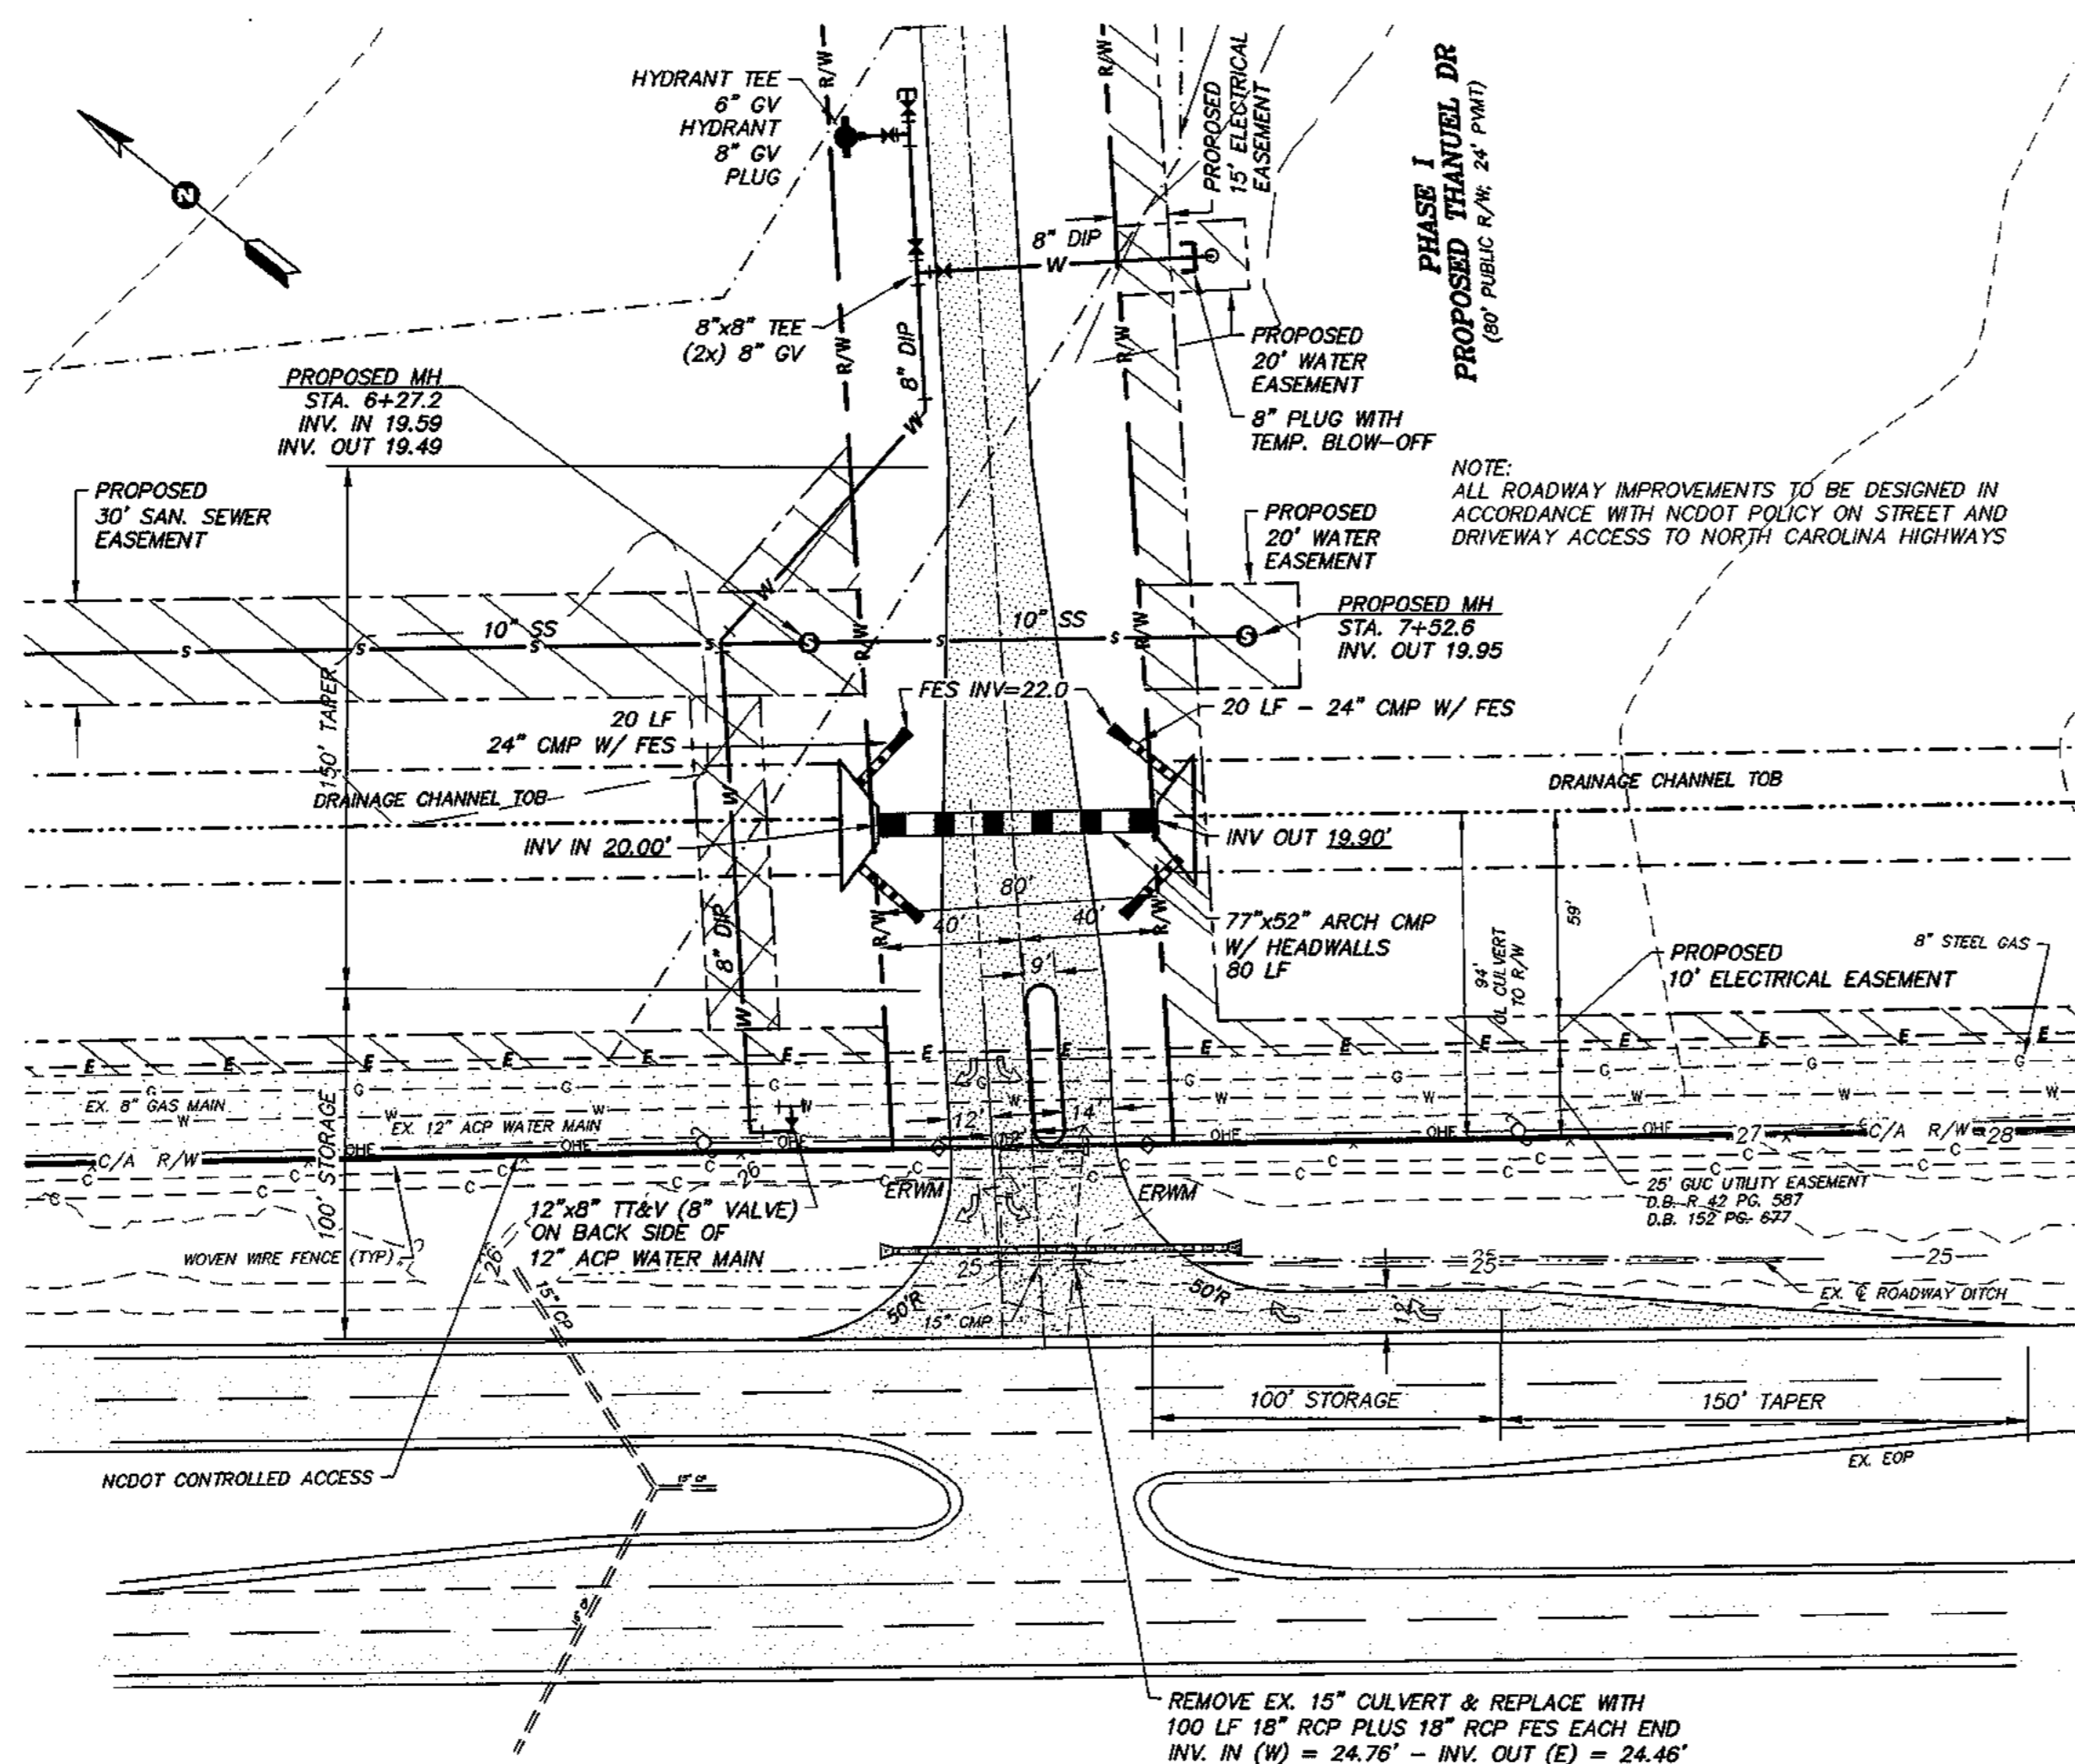 HYDRANT TEE
6" GV
HYDRANT
8" GV
PLUG
R/W
R/W
PROPOSED
15' ELECTRICAL
EASEMENT
PHASE I
PROPOSED THANUEL DR
(80' PUBLIC R/W; 24' PVMT)
N
8" DIP
W
8"x8" TEE
(2x) 8" GV
R/W
8" DIP
R/W
PROPOSED
20' WATER
EASEMENT
8" PLUG WITH
TEMP. BLOW-OFF
PROPOSED MH
STA. 6+27.2
INV. IN 19.59
INV. OUT 19.49
W
NOTE:
ALL ROADWAY IMPROVEMENTS TO BE DESIGNED IN
ACCORDANCE WITH NCDOT POLICY ON STREET AND
DRIVEWAY ACCESS TO NORTH CAROLINA HIGHWAYS
PROPOSED
30' SAN. SEWER
EASEMENT
PROPOSED
20' WATER
EASEMENT
W
PROPOSED MH
STA. 7+52.6
INV. OUT 19.95
S S 10" SS S S S S 10" SS S S
R/W
R/W
150' TAPER
FES INV=22.0
20 LF
24" CMP W/ FES
20 LF - 24" CMP W/ FES
DRAINAGE CHANNEL TOB
W
DRAINAGE CHANNEL TOB
INV IN 20.00'
INV OUT 19.90'
80'
40'
40'
R/W
R/W
9'
8" DIP
W
77"x52" ARCH CMP
W/ HEADWALLS
80 LF
94'
CL CULVERT
TO R/W
59'
PROPOSED
10' ELECTRICAL EASEMENT
8" STEEL GAS
E E E E E E E E E E E E E E E
G G G G G G G G G
EX. 8" GAS MAIN
W W W W W W W W W
EX. 12" ACP WATER MAIN
12'
14'
100' STORAGE
C/A R/W OHE OHE OHE OHE OHE 27 C/A R/W 28
C C C C C C C C C C C C
26
ERWM
ERWM
25' GUC UTILITY EASEMENT
D.B. R 42 PG. 587
D.B. 152 PG. 677
12"x8" TT&V (8" VALVE)
ON BACK SIDE OF
12" ACP WATER MAIN
WOVEN WIRE FENCE (TYP)
26
15" CP
25
25
25
EX. ℄ ROADWAY DITCH
50'R
50'R
15" CMP
12'
100' STORAGE
150' TAPER
NCDOT CONTROLLED ACCESS
15" CP
EX. EOP
15" CP
REMOVE EX. 15" CULVERT & REPLACE WITH
100 LF 18" RCP PLUS 18" RCP FES EACH END
INV. IN (W) = 24.76' - INV. OUT (E) = 24.46'